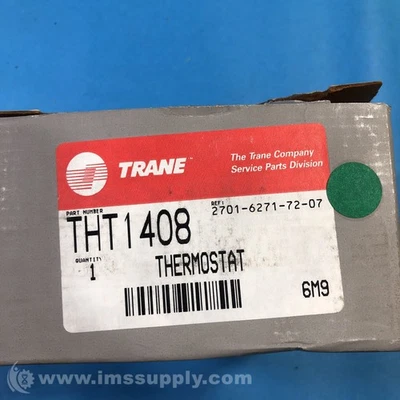 TRANE
The Trane Company
Service Parts Division
PART NUMBER
REF:
THT1408
2701-6271-72-07
QUANTITY
1
THERMOSTAT
6M9
© www.imssupply.com/